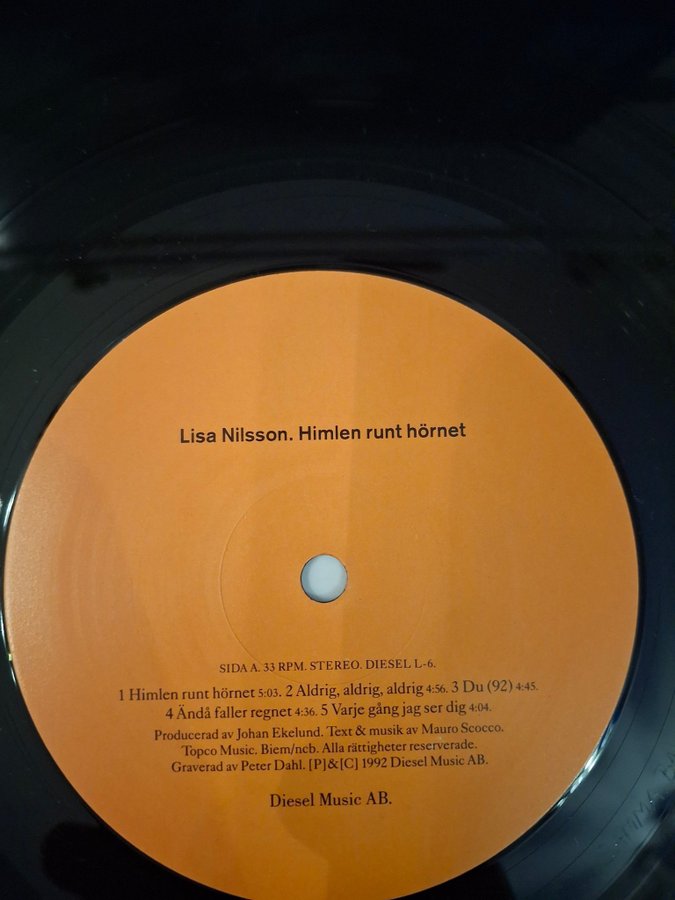 Lisa Nilsson. Himlen runt hörnet
SIDA A. 33 RPM. STEREO. DIESEL L-6.
1 Himlen runt hörnet 5:03. 2 Aldrig, aldrig, aldrig 4:56. 3 Du (92) 4:45.
4 Ändå faller regnet 4:36. 5 Varje gång jag ser dig 4:04.
Producerad av Johan Ekelund. Text & musik av Mauro Scocco.
Topco Music. Biem/ncb. Alla rättigheter reserverade.
Graverad av Peter Dahl. [P]&[C] 1992 Diesel Music AB.
Diesel Music AB.